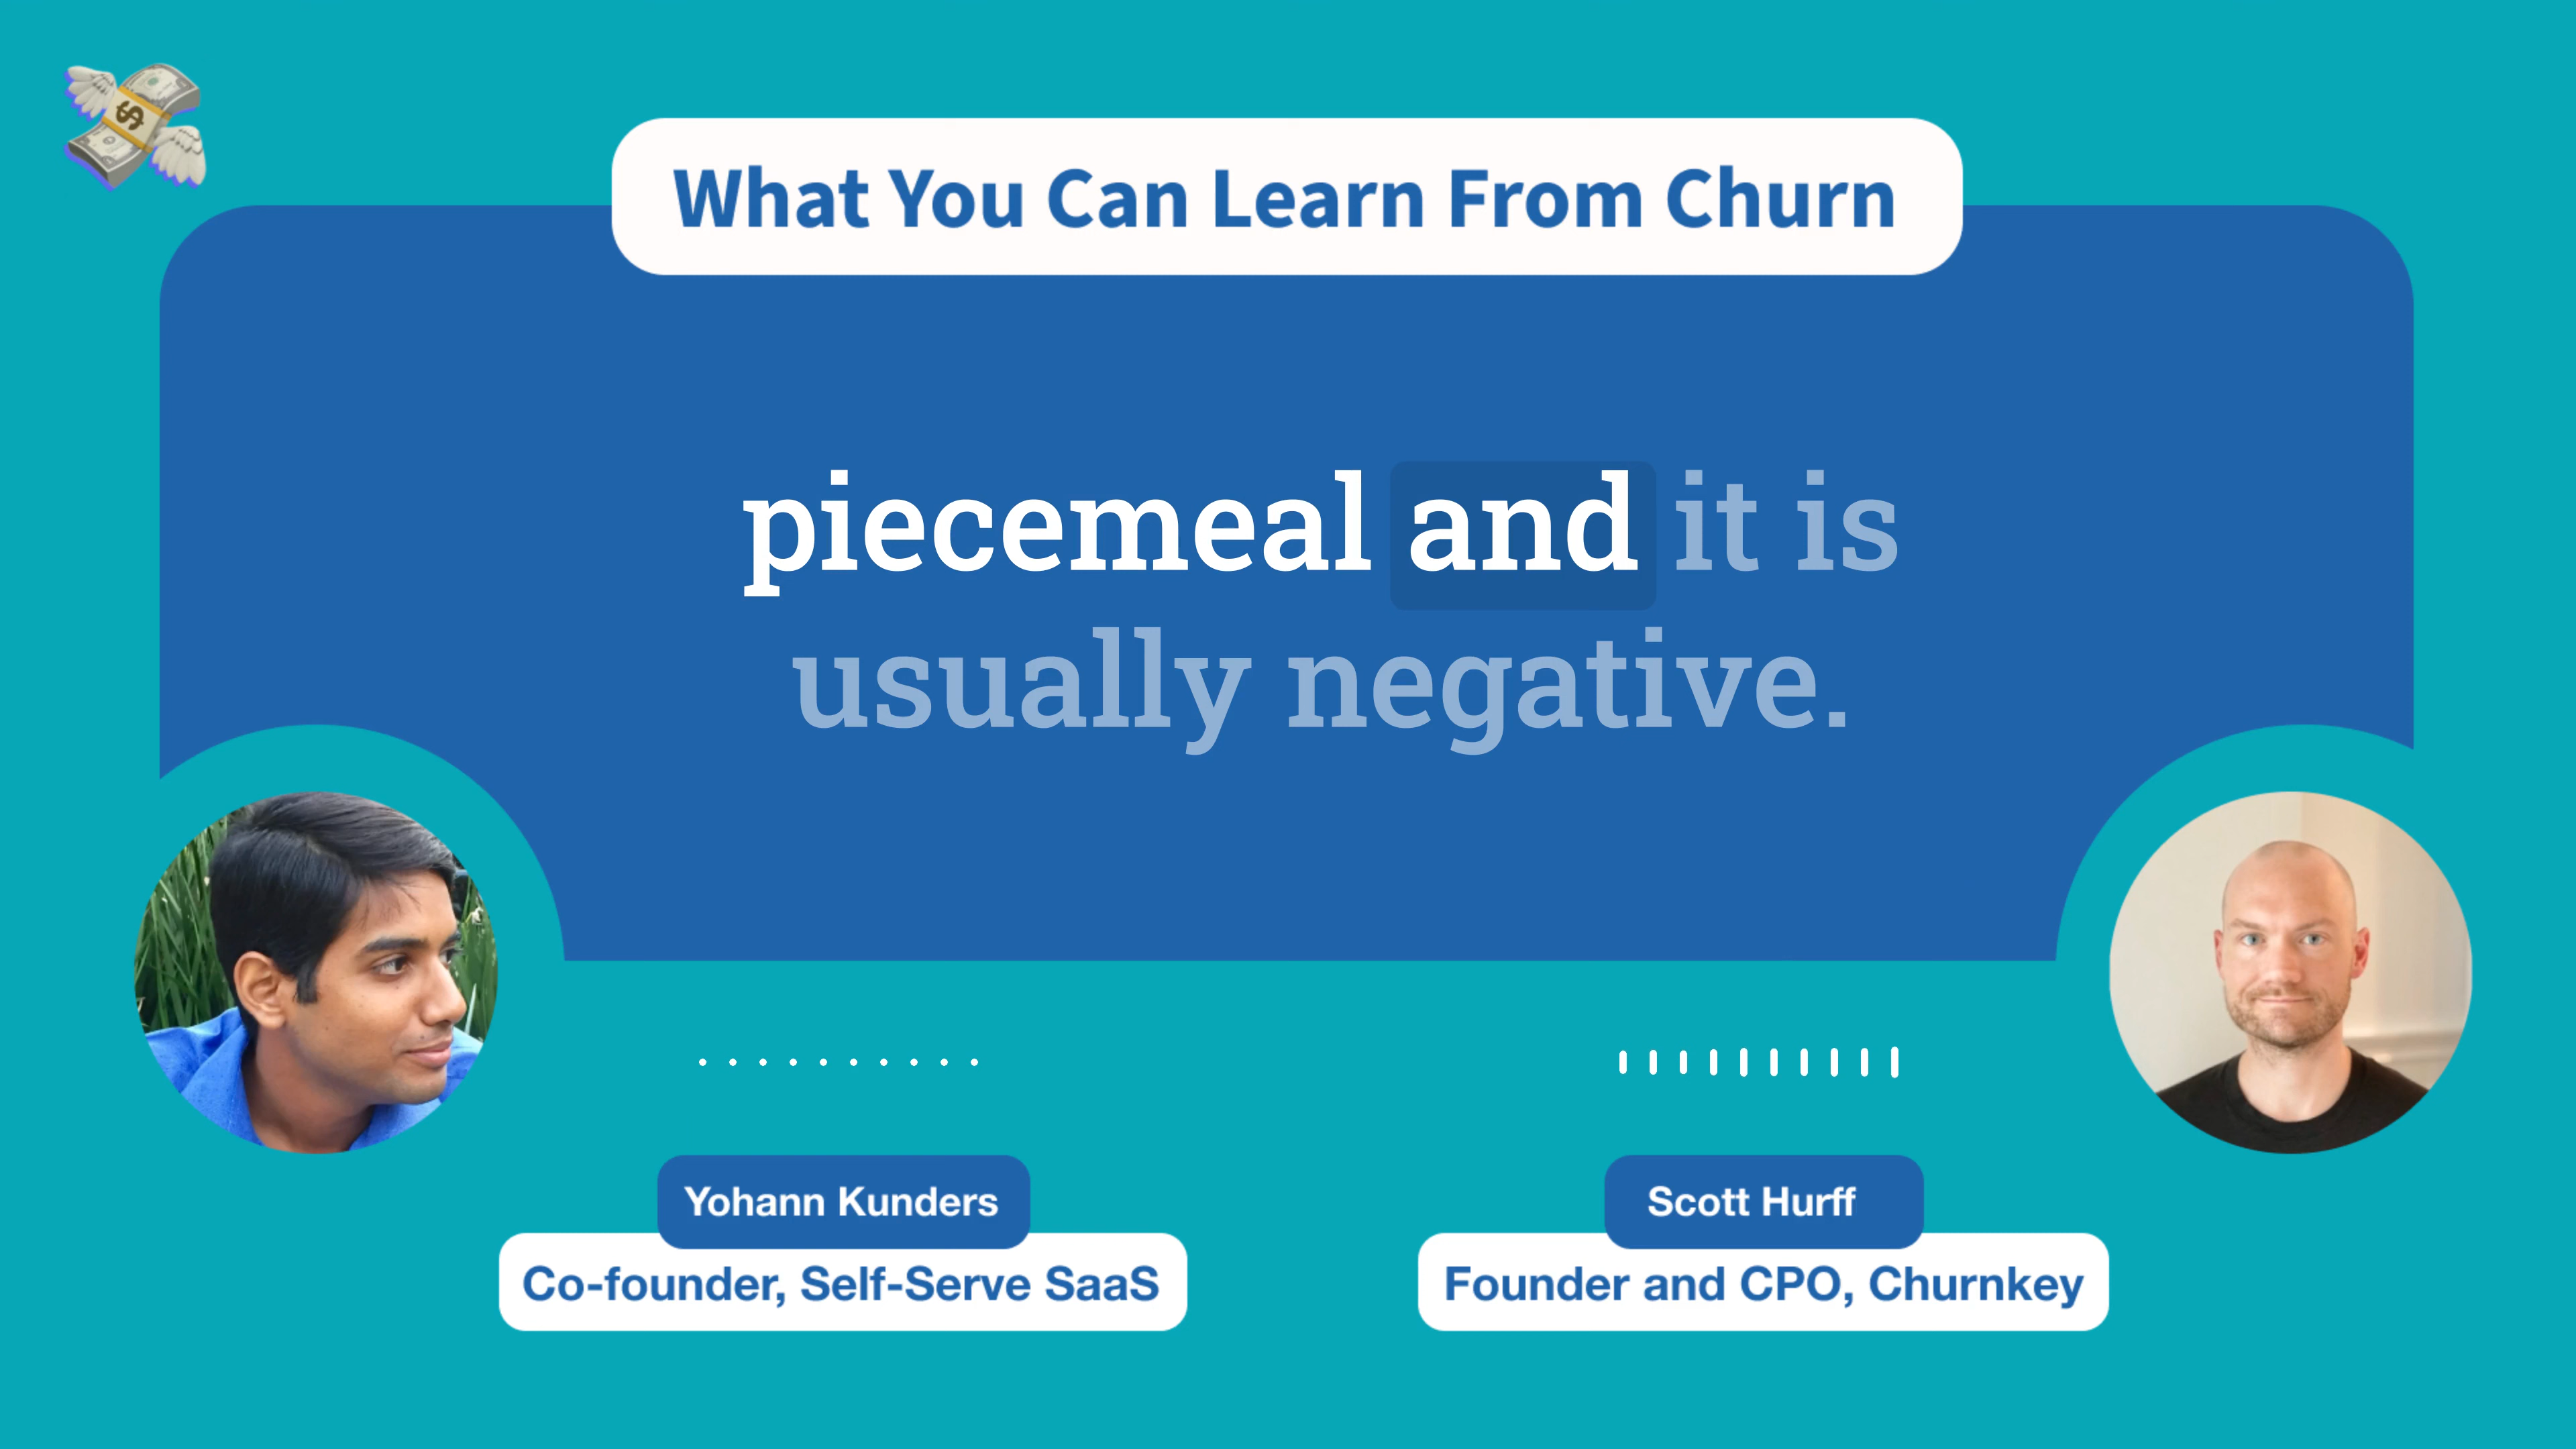 What You Can Learn From Churn
piecemeal and it is
usually negative.
Yohann Kunders
Co-founder, Self-Serve SaaS
Scott Hurff
Founder and CPO, Churnkey